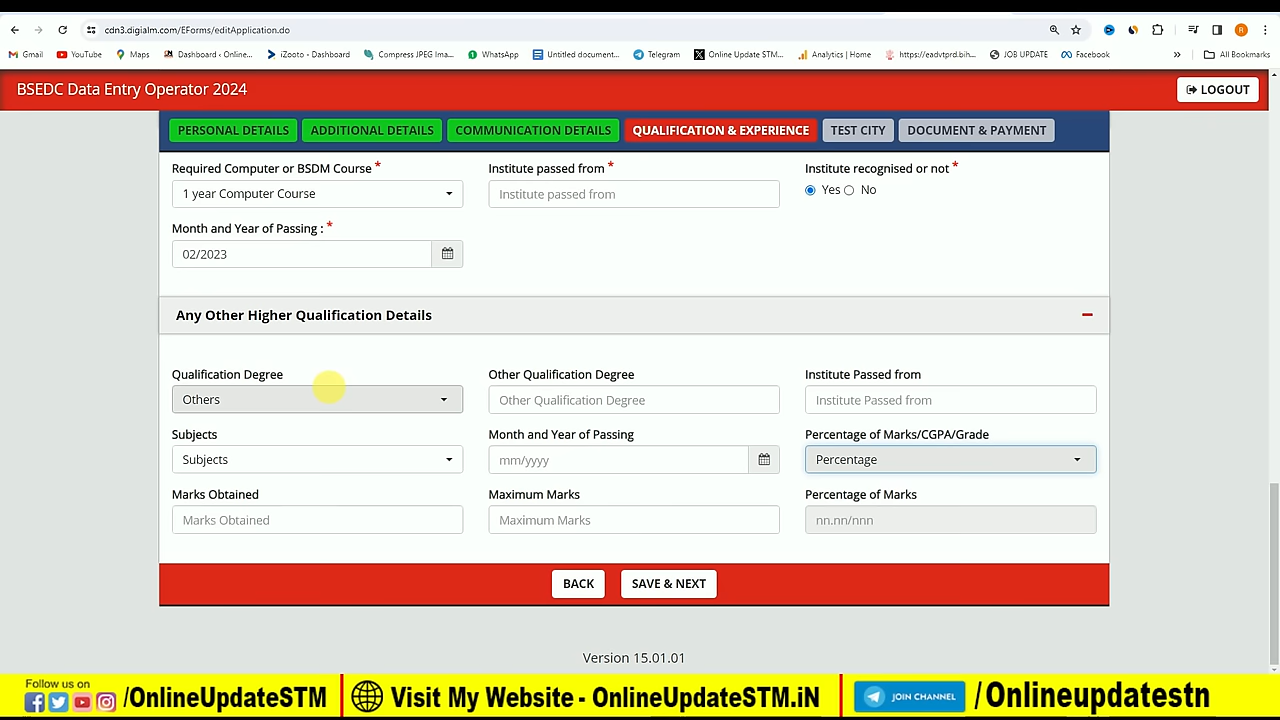 cdn3.digialm.com/EForms/editApplication.do
Gmail YouTube Maps Dashboard < Online... iZooto - Dashboard Compress JPEG Ima... WhatsApp Untitled document... Telegram Online Update STM... Analytics | Home https://eadvtprd.bih... JOB UPDATE Facebook » All Bookmarks
BSEDC Data Entry Operator 2024 LOGOUT
PERSONAL DETAILS ADDITIONAL DETAILS COMMUNICATION DETAILS QUALIFICATION & EXPERIENCE TEST CITY DOCUMENT & PAYMENT
Required Computer or BSDM Course * Institute passed from * Institute recognised or not *
1 year Computer Course Institute passed from Yes No
Month and Year of Passing : *
02/2023
Any Other Higher Qualification Details
Qualification Degree Other Qualification Degree Institute Passed from
Others Other Qualification Degree Institute Passed from
Subjects Month and Year of Passing Percentage of Marks/CGPA/Grade
Subjects mm/yyyy Percentage
Marks Obtained Maximum Marks Percentage of Marks
Marks Obtained Maximum Marks nn.nn/nnn
BACK SAVE & NEXT
Version 15.01.01
Follow us on
/OnlineUpdateSTM Visit My Website - OnlineUpdateSTM.iN JOIN CHANNEL /Onlineupdatestn